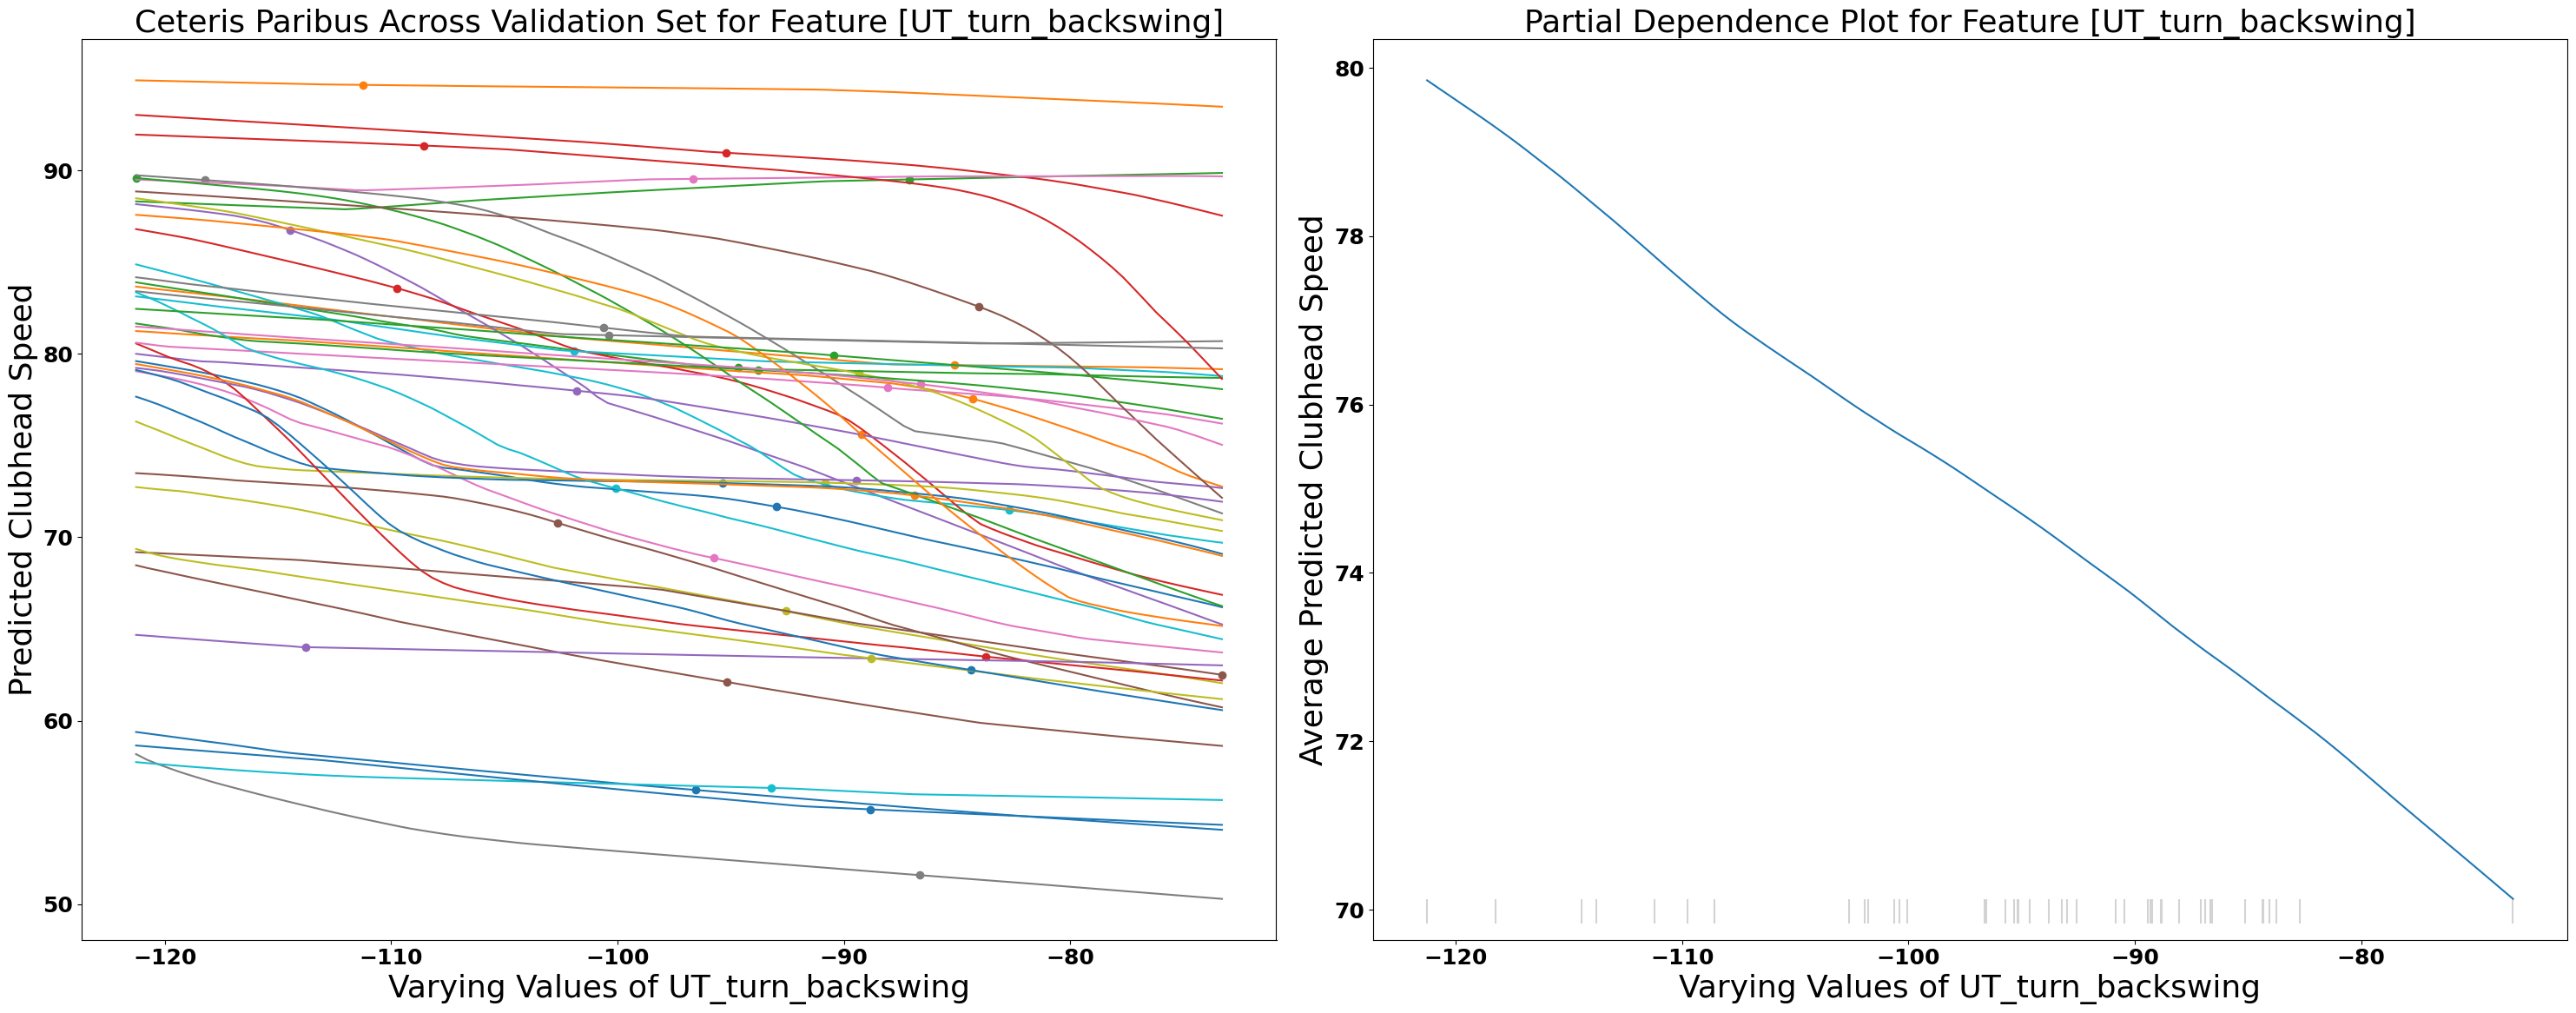 Ceteris Paribus Across Validation Set for Feature [UT_turn_backswing]
Predicted Clubhead Speed
90
80
70
60
50
−120 −110 −100 −90 −80
Varying Values of UT_turn_backswing
Partial Dependence Plot for Feature [UT_turn_backswing]
Average Predicted Clubhead Speed
80
78
76
74
72
70
−120 −110 −100 −90 −80
Varying Values of UT_turn_backswing